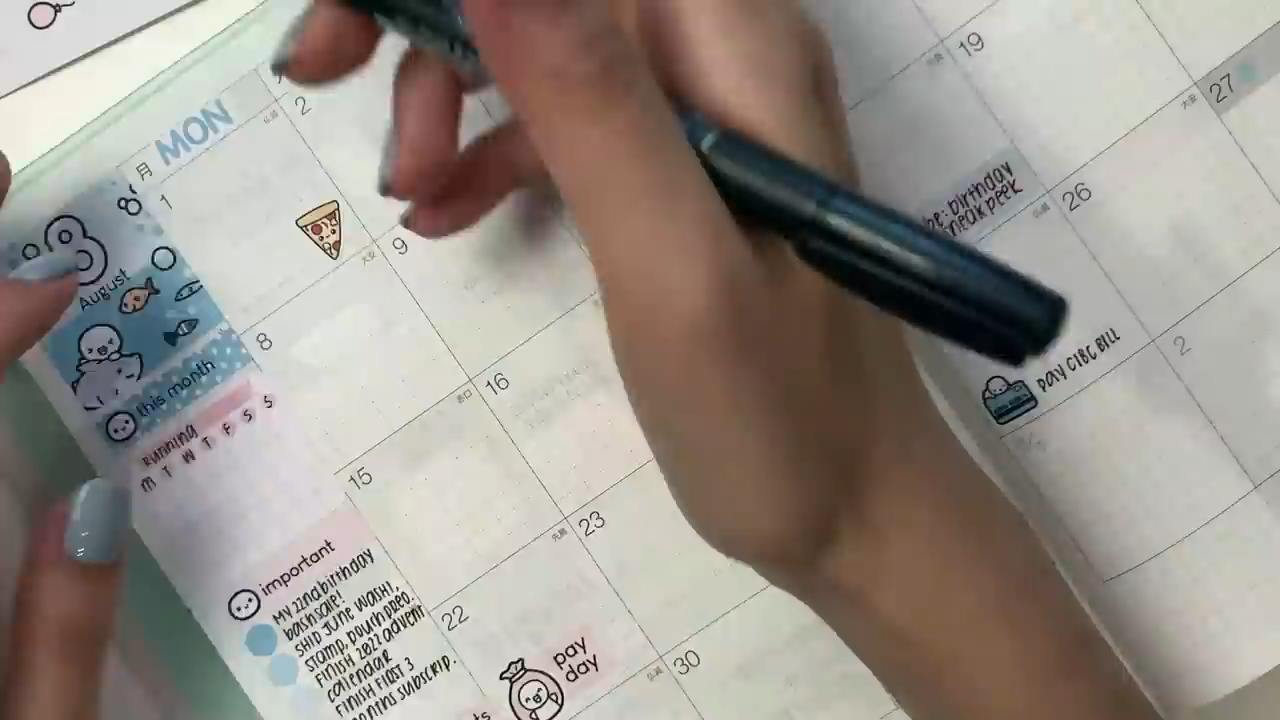 MON
月
1
2
8
8
August
this month
Running
M T W T F S S
8
9
15
16
22
23
30
important
My 22nd birthday
bash sale!
Ship June washi,
stamp, pouch preo.
Finish 2022 advent
calendar
Finish first 3
months subscrip.
pay
day
19
27
birthday
sneak peek
26
pay CIBC BILL
2